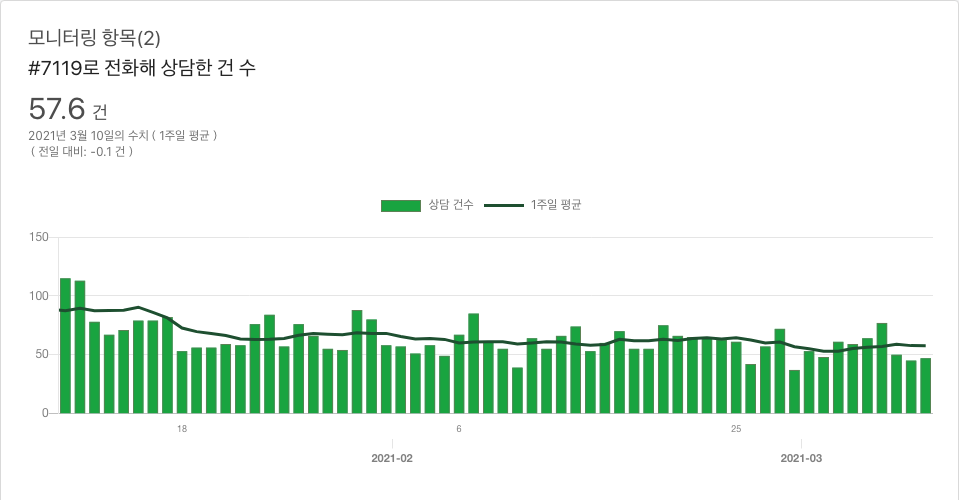 모니터링 항목(2)
#7119로 전화해 상담한 건 수
57.6 건
2021년 3월 10일의 수치 ( 1주일 평균 )
( 전일 대비: -0.1 건 )
상담 건수 1주일 평균
150
100
50
0
18 6 25
2021-02 2021-03